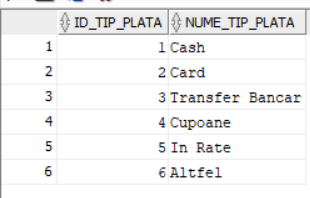 ID_TIP_PLATA NUME_TIP_PLATA
1 1 Cash
2 2 Card
3 3 Transfer Bancar
4 4 Cupoane
5 5 In Rate
6 6 Altfel